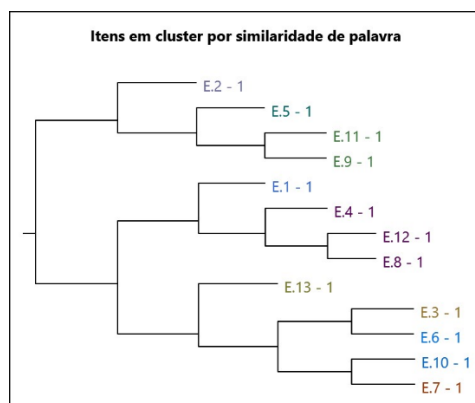 Itens em cluster por similaridade de palavra
E.2 - 1
E.5 - 1
E.11 - 1
E.9 - 1
E.1 - 1
E.4 - 1
E.12 - 1
E.8 - 1
E.13 - 1
E.3 - 1
E.6 - 1
E.10 - 1
E.7 - 1